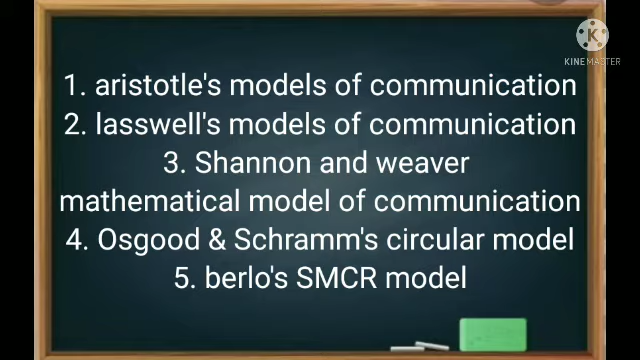 KINEMASTER
1. aristotle's models of communication
2. lasswell's models of communication
3. Shannon and weaver
mathematical model of communication
4. Osgood & Schramm's circular model
5. berlo's SMCR model